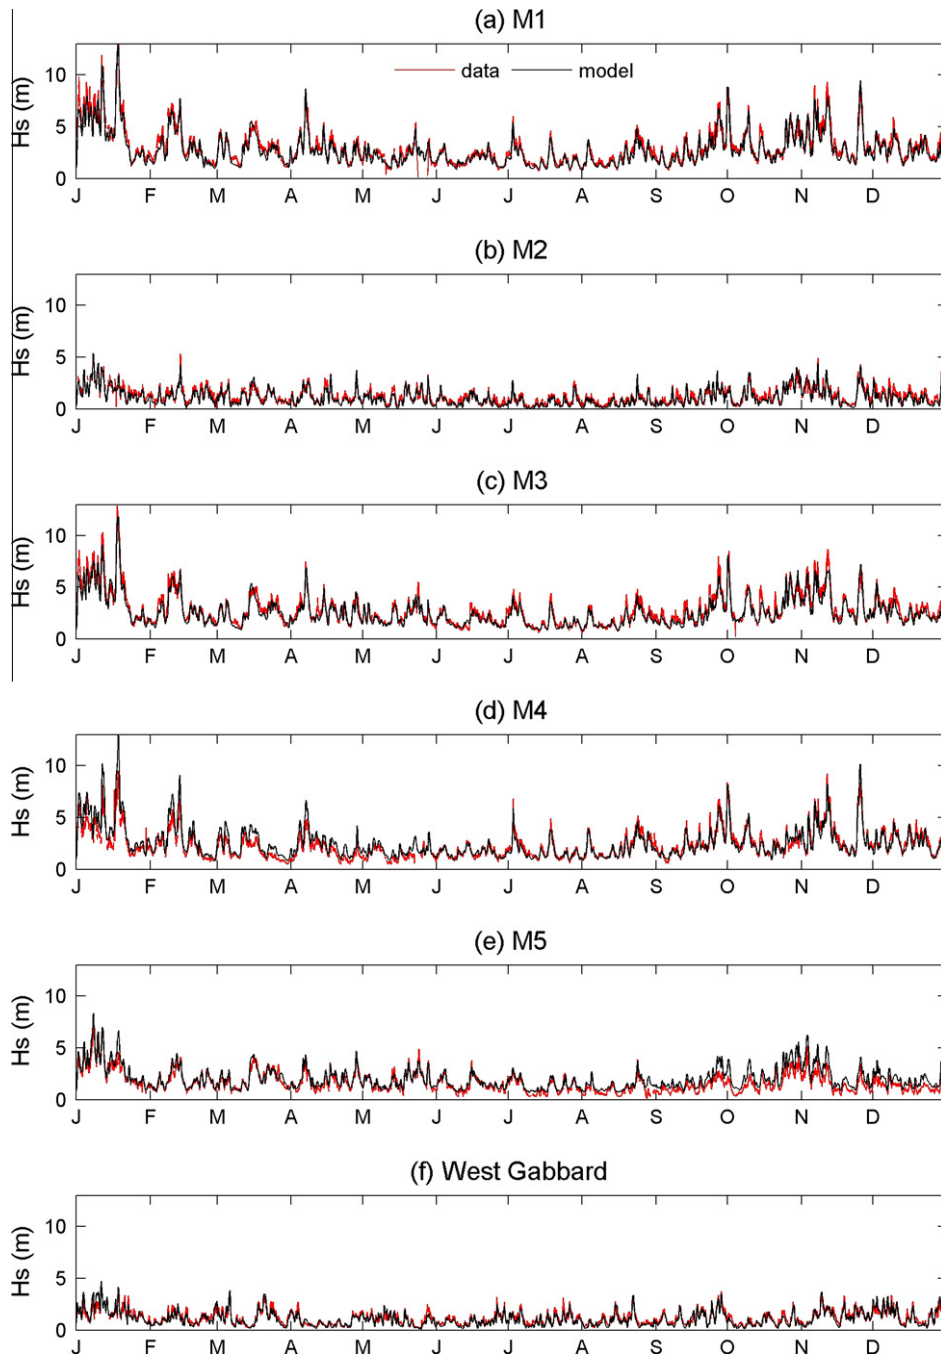 (a) M1
Hs (m)
10
5
0
data
model
J F M A M J J A S O N D
(b) M2
Hs (m)
10
5
0
J F M A M J J A S O N D
(c) M3
Hs (m)
10
5
0
J F M A M J J A S O N D
(d) M4
Hs (m)
10
5
0
J F M A M J J A S O N D
(e) M5
Hs (m)
10
5
0
J F M A M J J A S O N D
(f) West Gabbard
Hs (m)
10
5
0
J F M A M J J A S O N D